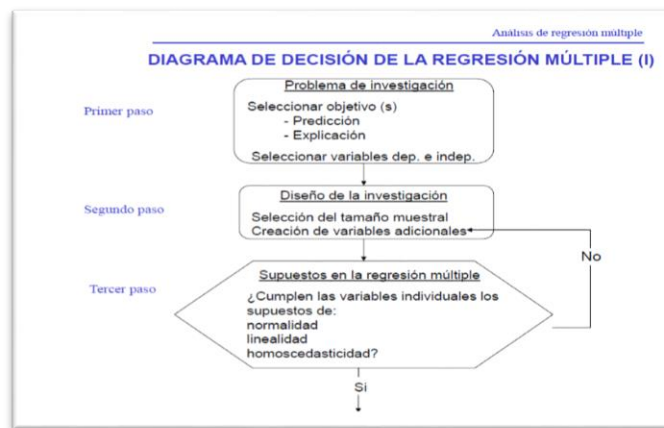 Análisis de regresión múltiple
DIAGRAMA DE DECISIÓN DE LA REGRESIÓN MÚLTIPLE (I)
Primer paso
Problema de investigación
Seleccionar objetivo (s)
- Predicción
- Explicación
Seleccionar variables dep. e indep.
Segundo paso
Diseño de la investigación
Selección del tamaño muestral
Creación de variables adicionales
No
Tercer paso
Supuestos en la regresión múltiple
¿Cumplen las variables individuales los
supuestos de:
normalidad
linealidad
homoscedasticidad?
Si